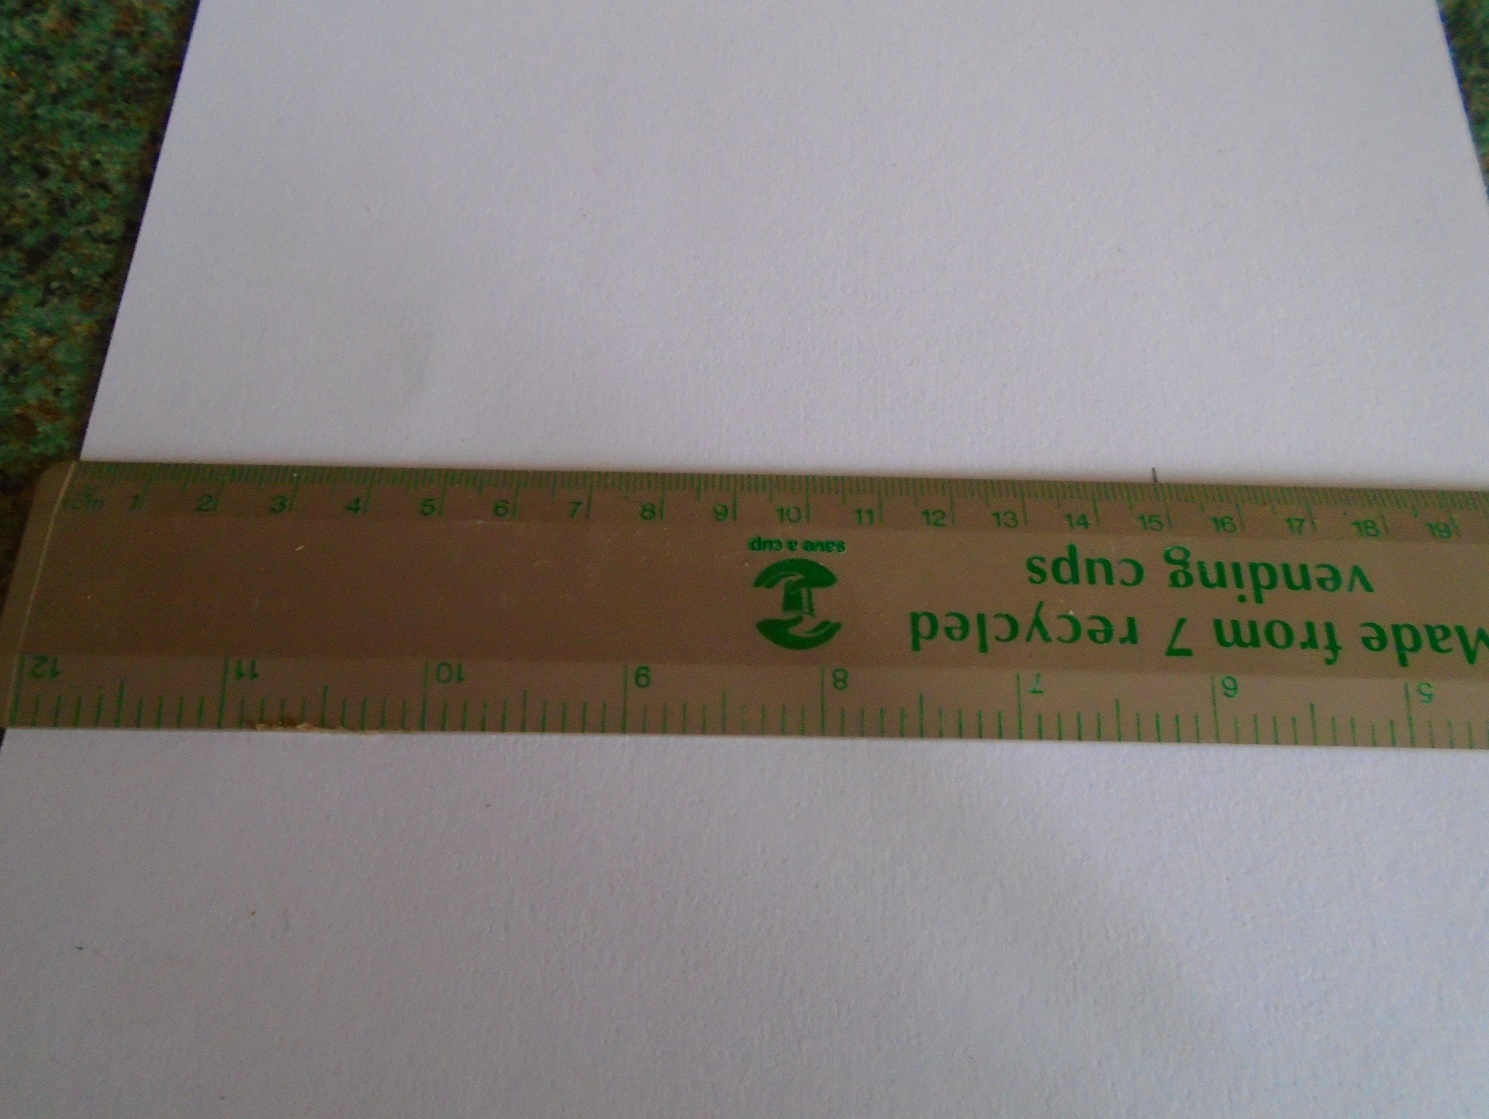 cm 1 2 3 4 5 6 7 8 9 10 11 12 13 14 15 16 17 18 19
save a cup
Made from 7 recycled
vending cups
5 6 7 8 9 10 11 12